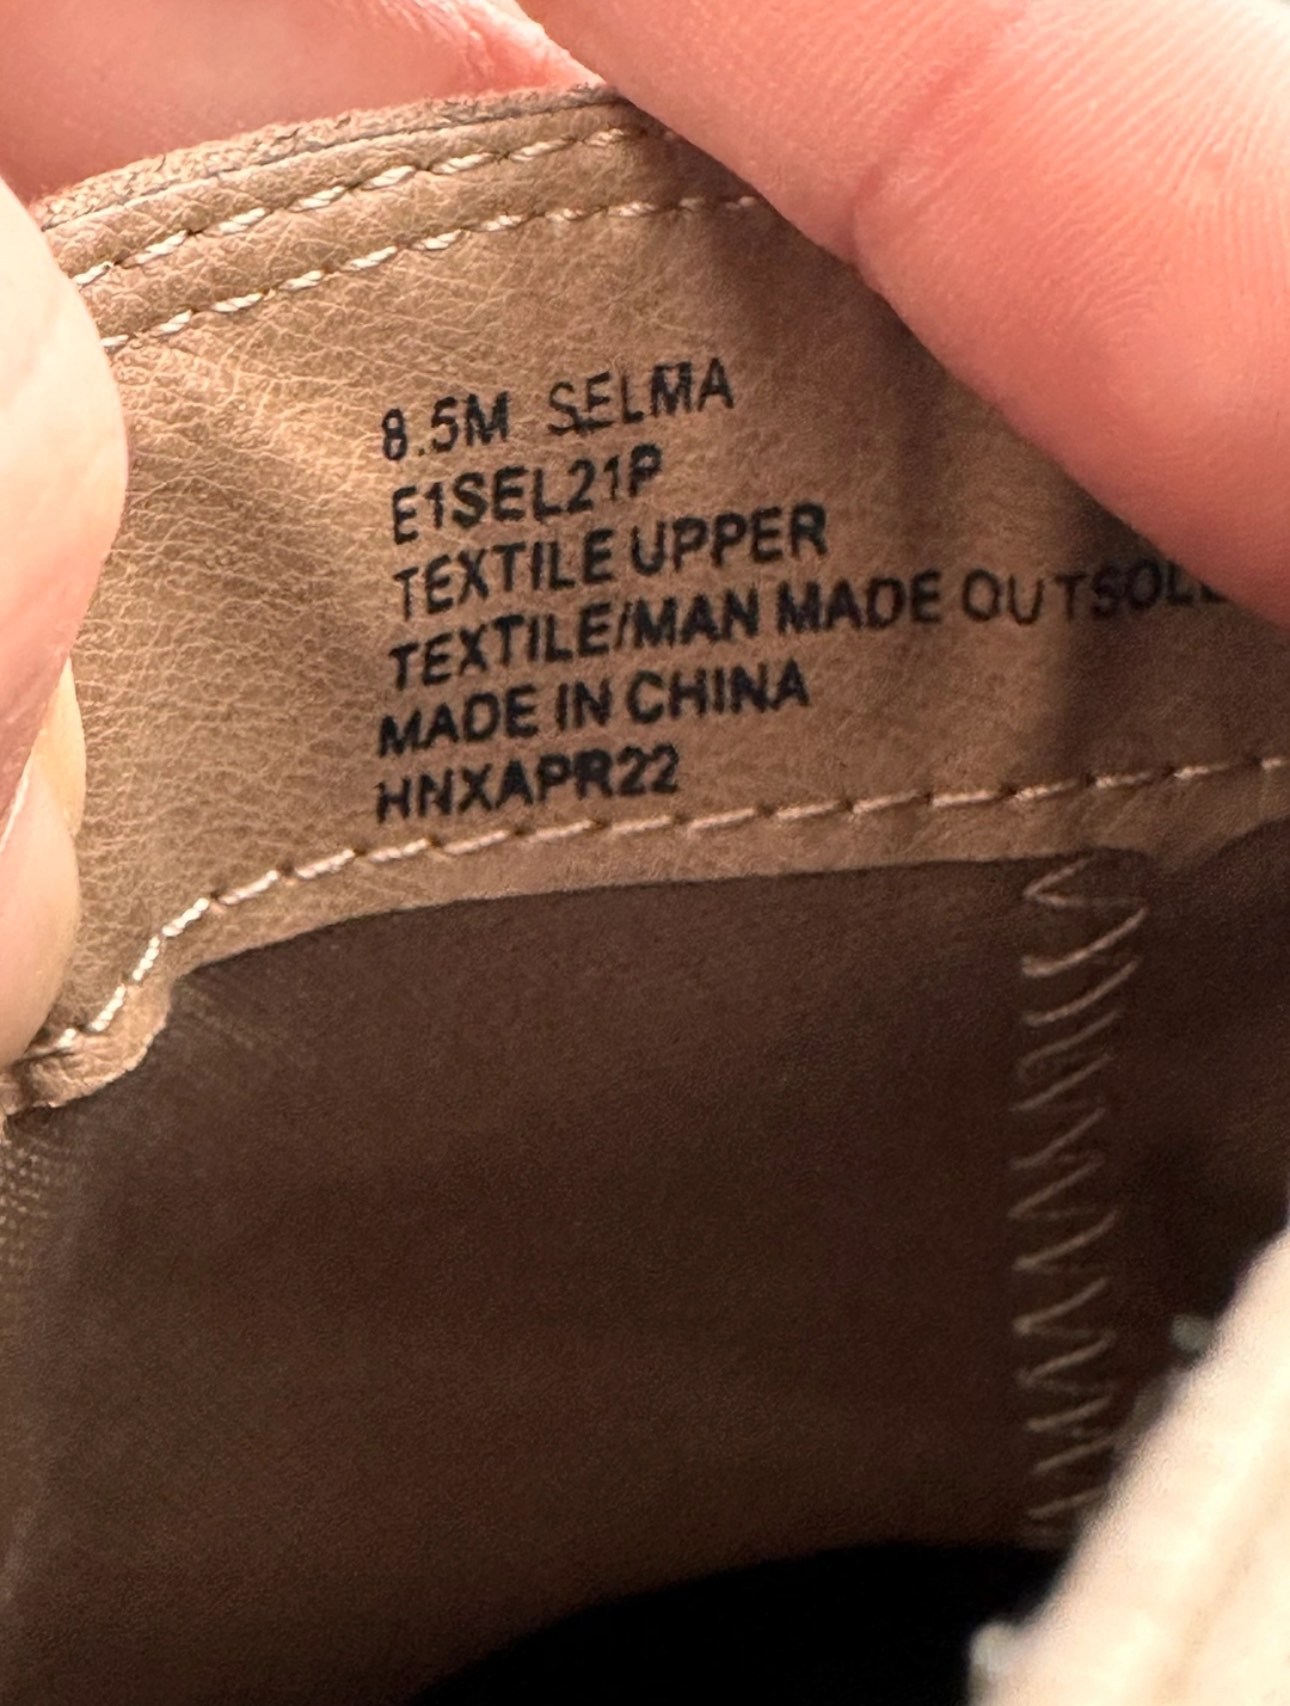 8.5M SELMA
E1SEL21P
TEXTILE UPPER
TEXTILE/MAN MADE OUTSOLE
MADE IN CHINA
HNXAPR22